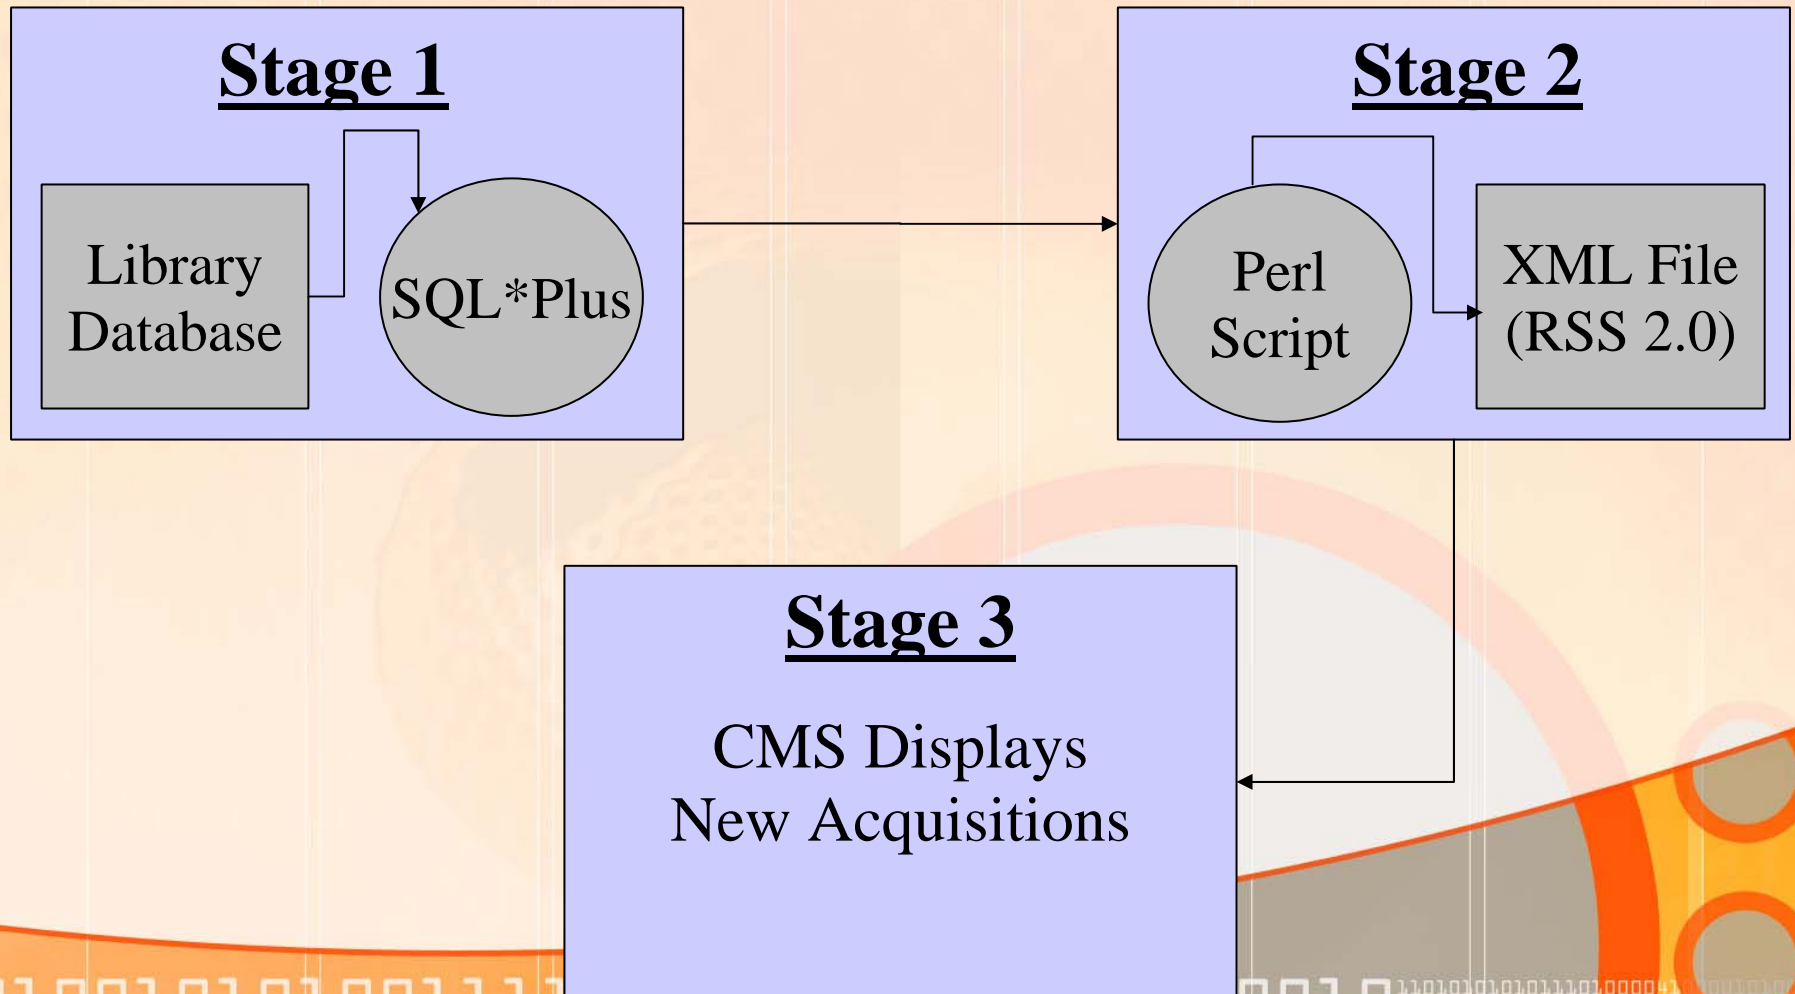 Stage 1
Library
Database
SQL*Plus
Stage 2
Perl
Script
XML File
(RSS 2.0)
Stage 3
CMS Displays
New Acquisitions